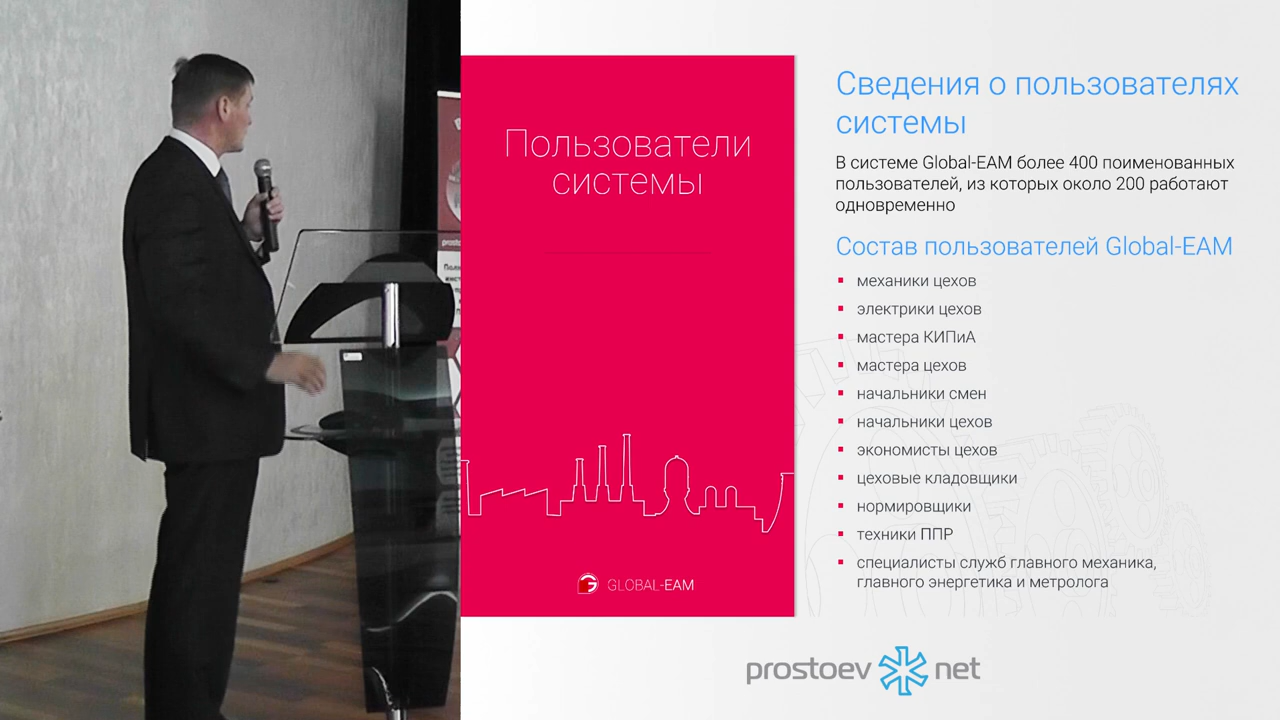 Пользователи
системы
GLOBAL-EAM
Сведения о пользователях
системы
В системе Global-EAM более 400 поименованных
пользователей, из которых около 200 работают
одновременно
Состав пользователей Global-EAM
механики цехов
электрики цехов
мастера КИПиА
мастера цехов
начальники смен
начальники цехов
экономисты цехов
цеховые кладовщики
нормировщики
техники ППР
специалисты служб главного механика,
главного энергетика и метролога
prostoev net